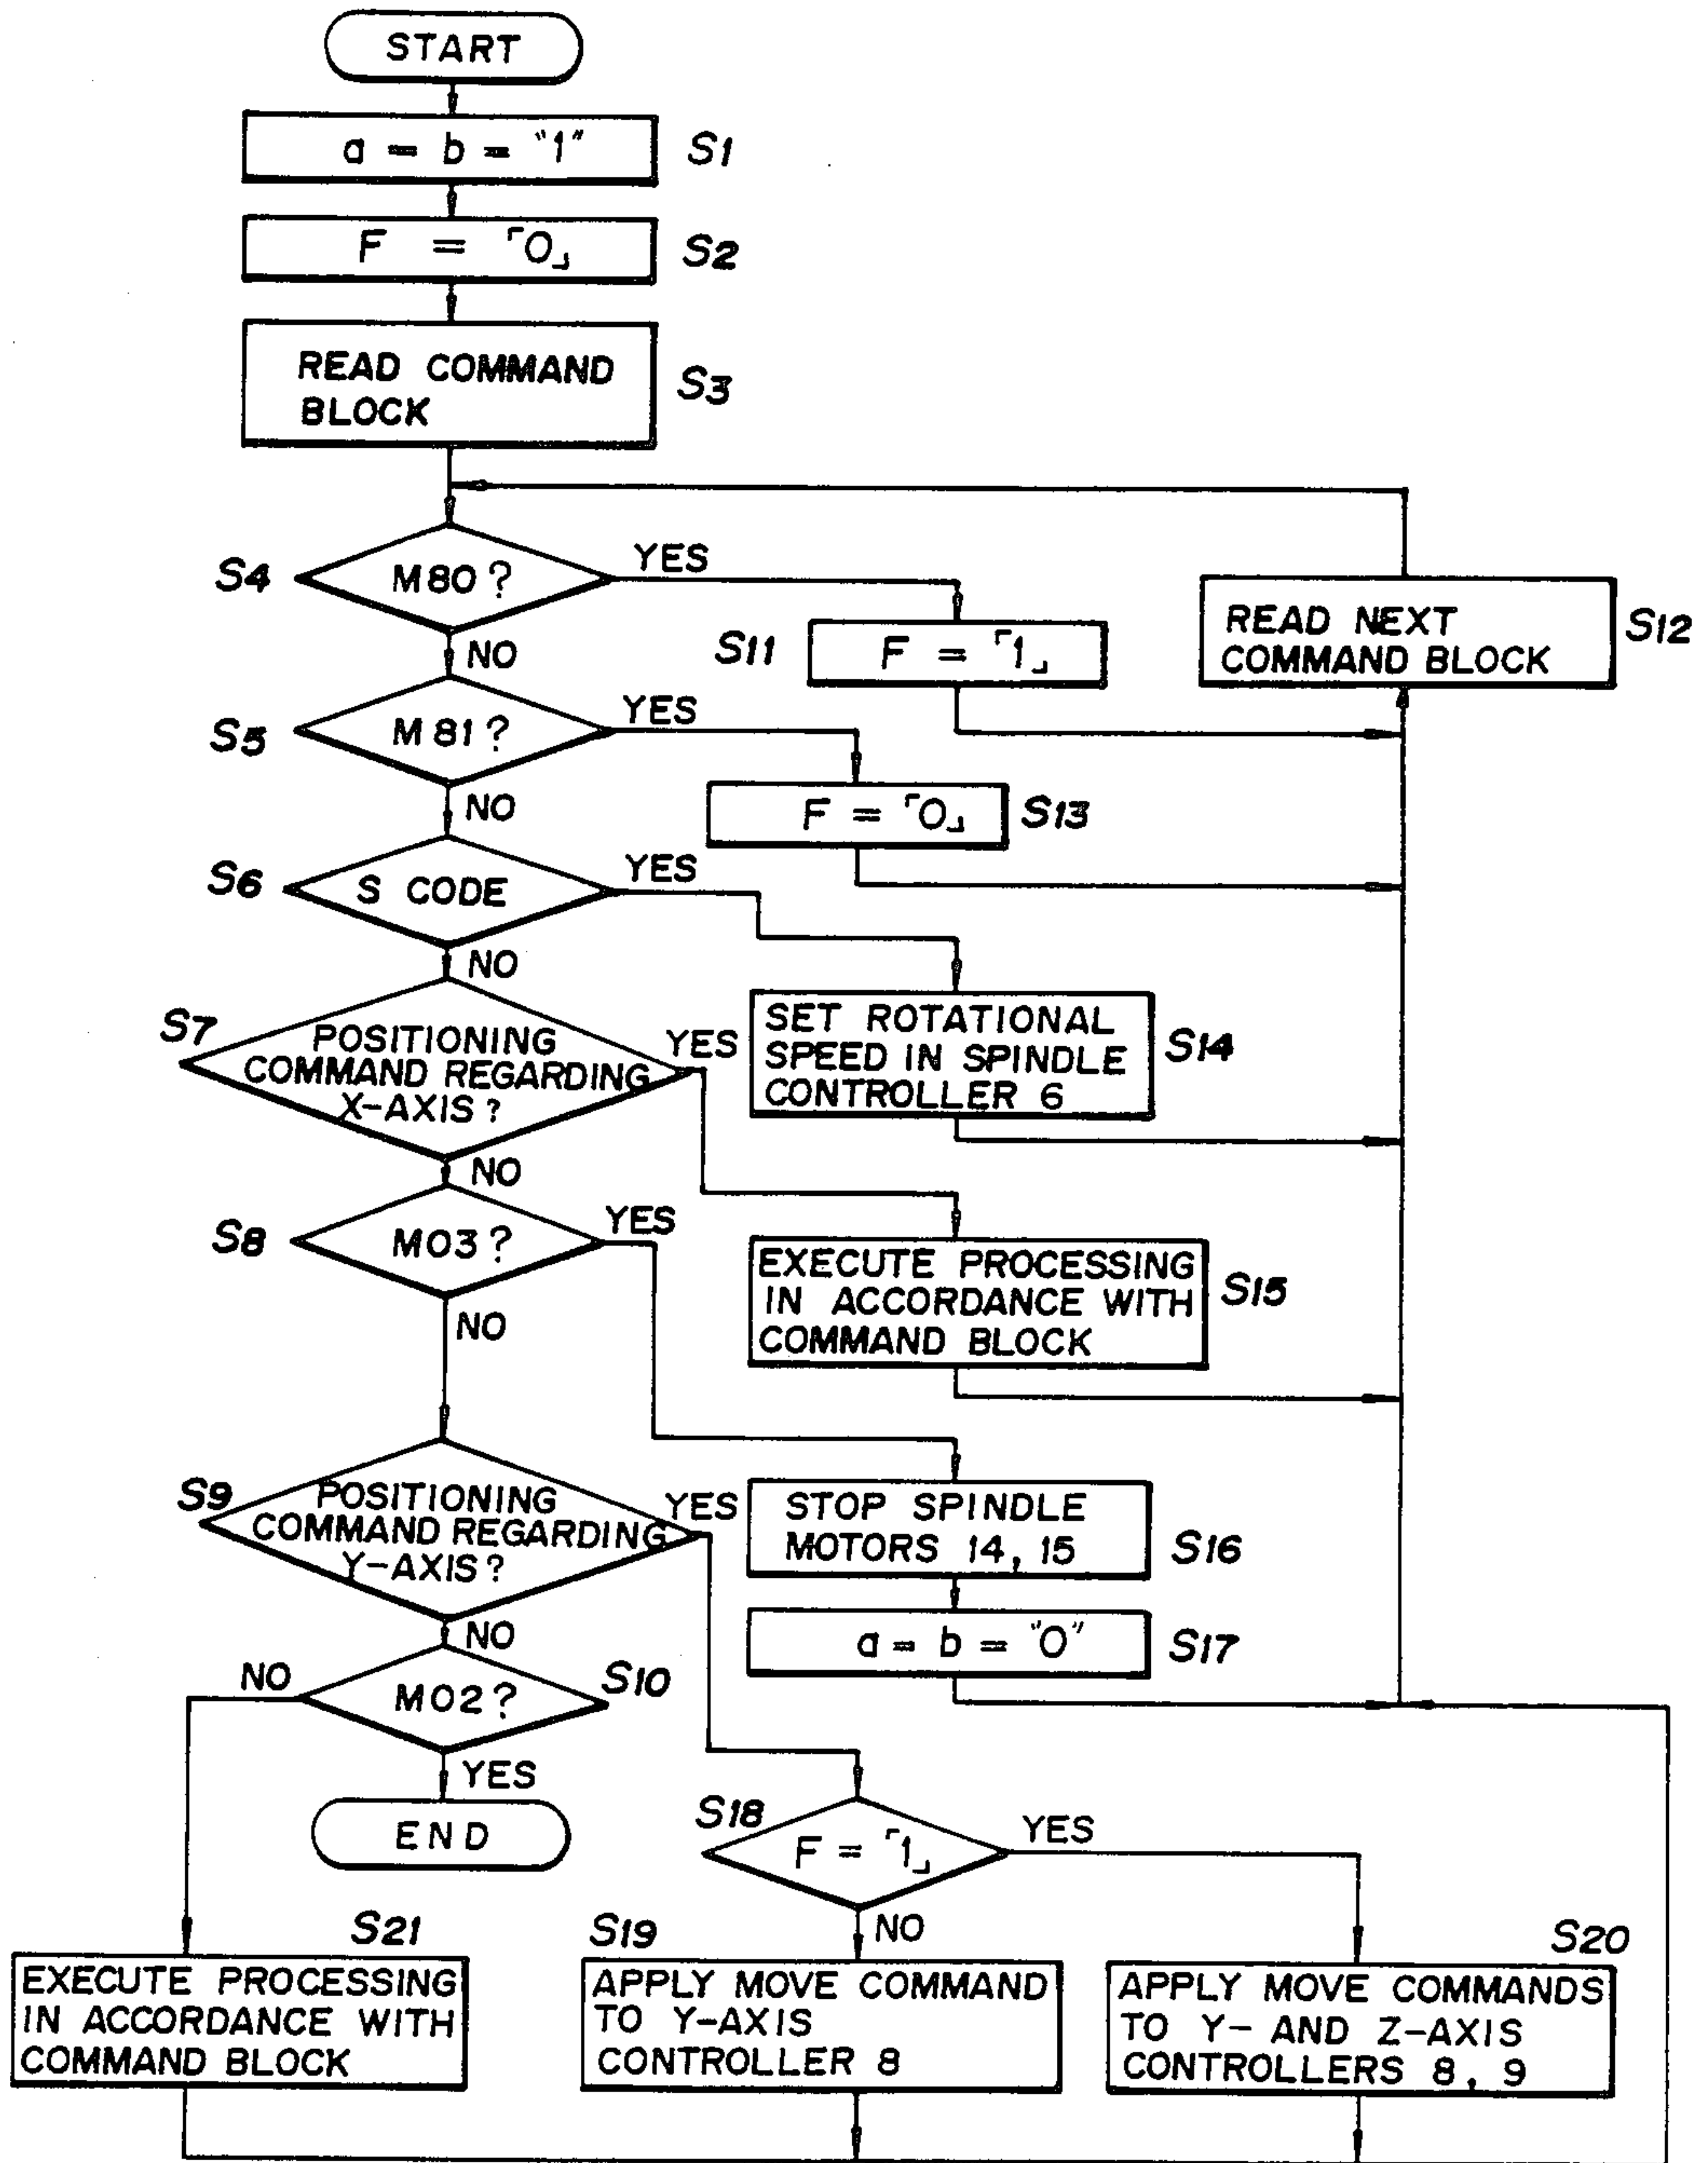 START
a = b = "1"
S1
F = 「0」
S2
READ COMMAND
BLOCK
S3
S4
M80?
YES
NO
S11
F = 「1」
READ NEXT
COMMAND BLOCK
S12
S5
M81?
YES
NO
F = 「0」
S13
S6
S CODE
YES
NO
SET ROTATIONAL
SPEED IN SPINDLE
CONTROLLER 6
S14
S7
POSITIONING
COMMAND REGARDING
X-AXIS?
YES
NO
S8
M03?
YES
NO
EXECUTE PROCESSING
IN ACCORDANCE WITH
COMMAND BLOCK
S15
S9
POSITIONING
COMMAND REGARDING
Y-AXIS?
YES
NO
STOP SPINDLE
MOTORS 14, 15
S16
a = b = "0"
S17
NO
M02?
S10
YES
END
S18
F = 「1」
YES
NO
S21
EXECUTE PROCESSING
IN ACCORDANCE WITH
COMMAND BLOCK
S19
APPLY MOVE COMMAND
TO Y-AXIS
CONTROLLER 8
S20
APPLY MOVE COMMANDS
TO Y- AND Z-AXIS
CONTROLLERS 8, 9